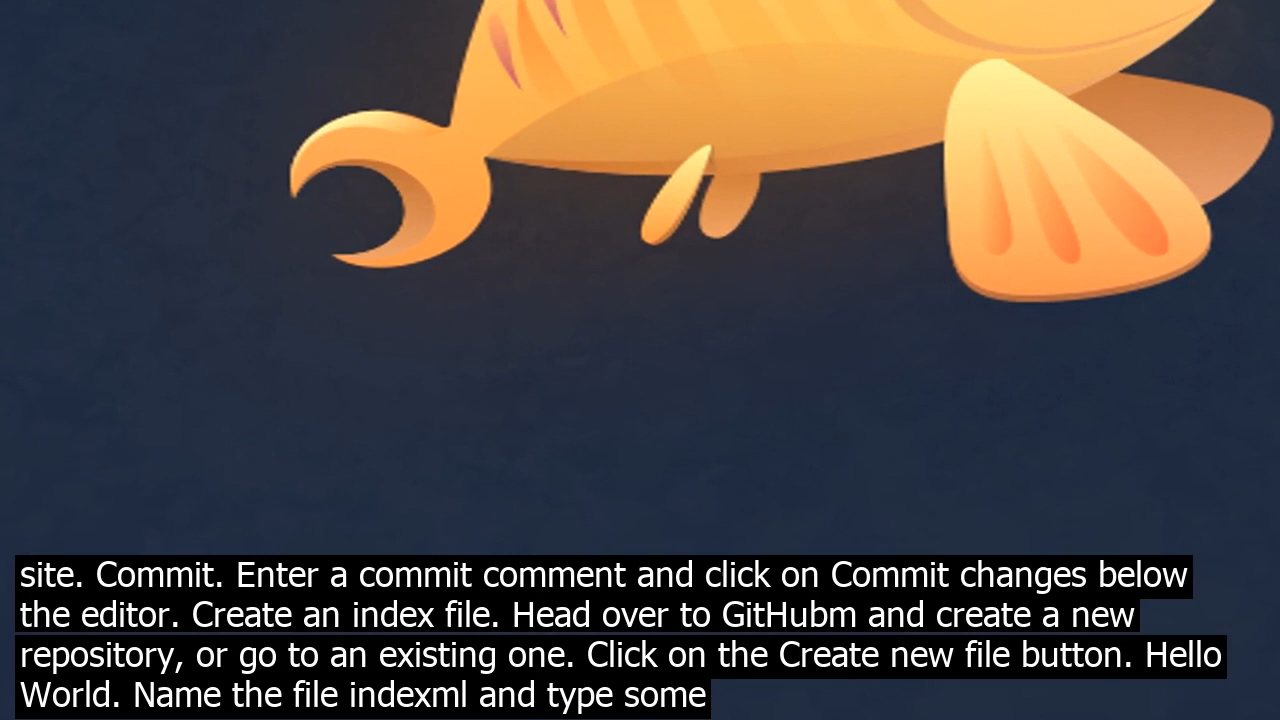 site. Commit. Enter a commit comment and click on Commit changes below
the editor. Create an index file. Head over to GitHubm and create a new
repository, or go to an existing one. Click on the Create new file button. Hello
World. Name the file indexml and type some